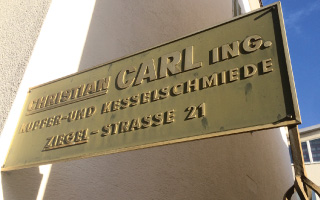 CHRISTIAN CARL ING.
KUPFER-UND KESSELSCHMIEDE
ZIEGEL-STRASSE 21